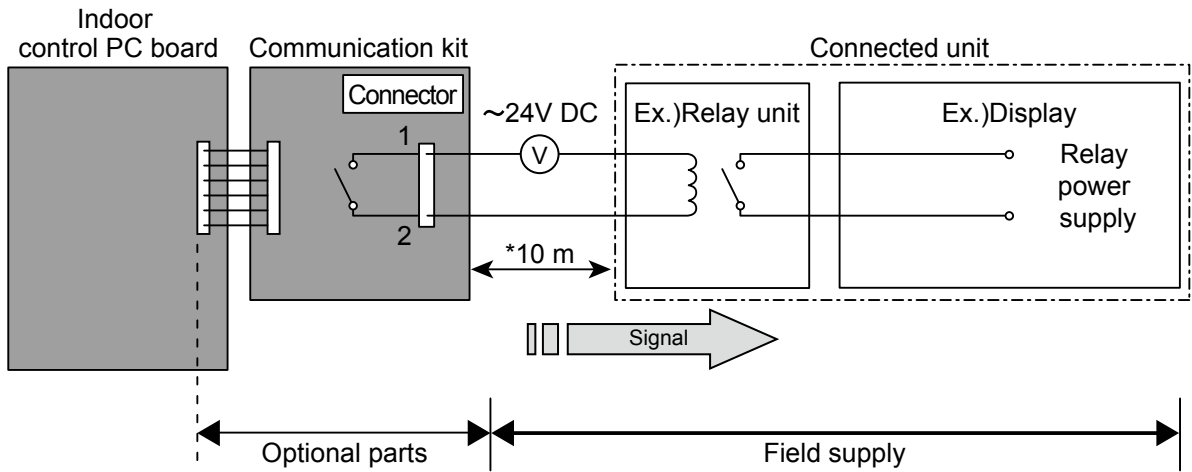 Indoor
control PC board
Communication kit
Connected unit
Connector
1
2
~24V DC
V
Ex.)Relay unit
Ex.)Display
Relay
power
supply
*10 m
Signal
Optional parts
Field supply